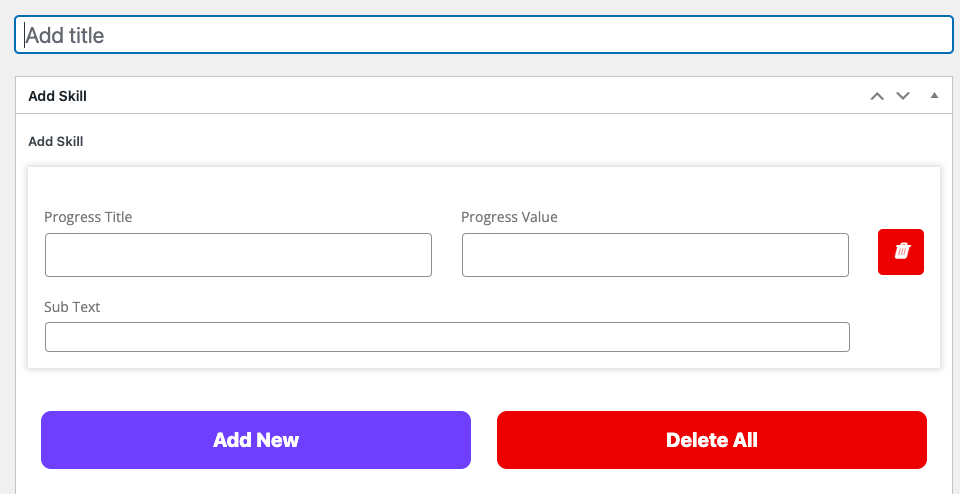 Add title
Add Skill
Add Skill
Progress Title
Progress Value
Sub Text
Add New
Delete All